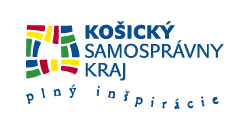 KOŠICKÝ
SAMOSPRÁVNY
KRAJ
plný inšpirácie